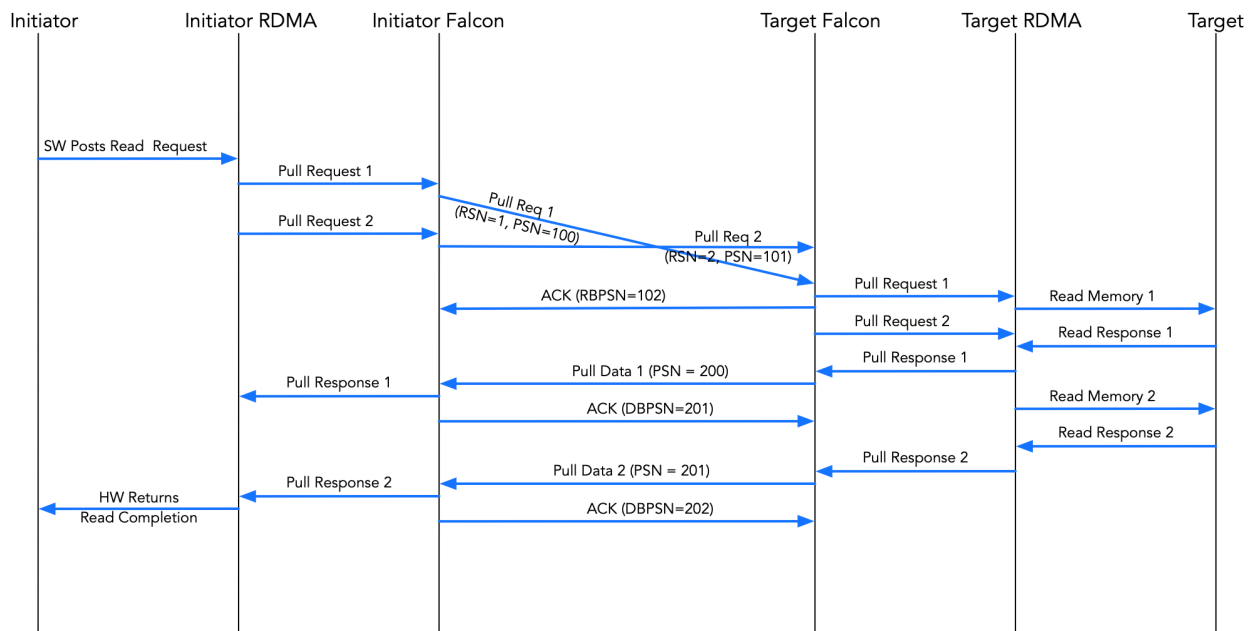 Initiator
Initiator RDMA
Initiator Falcon
Target Falcon
Target RDMA
Target
SW Posts Read Request
Pull Request 1
Pull Req 1
(RSN=1, PSN=100)
Pull Request 2
Pull Req 2
(RSN=2, PSN=101)
Pull Request 1
ACK (RBPSN=102)
Read Memory 1
Pull Request 2
Read Response 1
Pull Response 1
Pull Data 1 (PSN = 200)
Pull Response 1
Read Memory 2
ACK (DBPSN=201)
Read Response 2
Pull Response 2
Pull Data 2 (PSN = 201)
Pull Response 2
HW Returns
Read Completion
ACK (DBPSN=202)